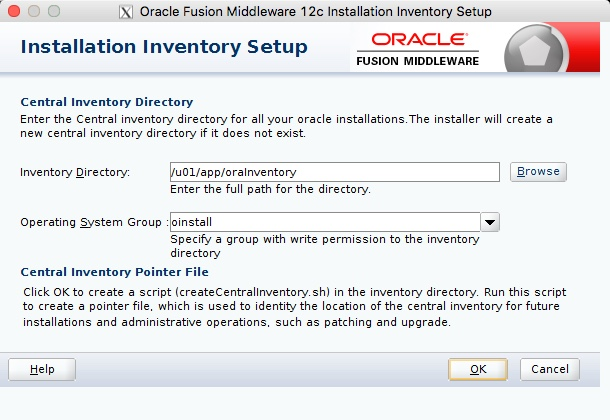 Oracle Fusion Middleware 12c Installation Inventory Setup
Installation Inventory Setup
ORACLE
FUSION MIDDLEWARE
Central Inventory Directory
Enter the Central inventory directory for all your oracle installations.The installer will create a
new central inventory directory if it does not exist.
Inventory Directory:
/u01/app/oraInventory
Browse
Enter the full path for the directory.
Operating System Group :
oinstall
Specify a group with write permission to the inventory
directory
Central Inventory Pointer File
Click OK to create a script (createCentralInventory.sh) in the inventory directory. Run this script
to create a pointer file, which is used to identity the location of the central inventory for future
installations and administrative operations, such as patching and upgrade.
Help
OK
Cancel